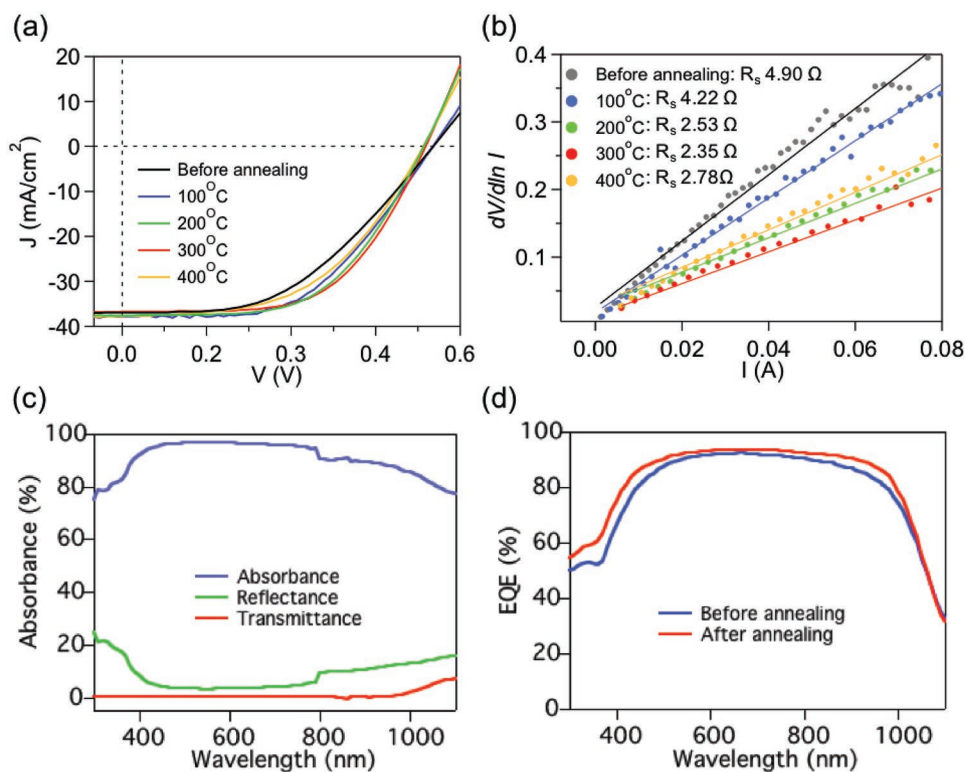 (a)
20
10
0
-10
-20
-30
-40
J (mA/cm²)
Before annealing
100°C
200°C
300°C
400°C
0.0 0.2 0.3 0.4 0.6
V (V)
(b)
0.4
0.3
0.2
0.1
dV/dln I
Before annealing: Rs 4.90 Ω
100°C: Rs 4.22 Ω
200°C: Rs 2.53 Ω
300°C: Rs 2.35 Ω
400°C: Rs 2.78Ω
0.00 0.02 0.04 0.06 0.08
I (A)
(c)
100
80
60
40
20
0
Absorbance (%)
Absorbance
Reflectance
Transmittance
400 600 800 1000
Wavelength (nm)
(d)
100
80
60
40
20
0
EQE (%)
Before annealing
After annealing
400 600 800 1000
Wavelength (nm)